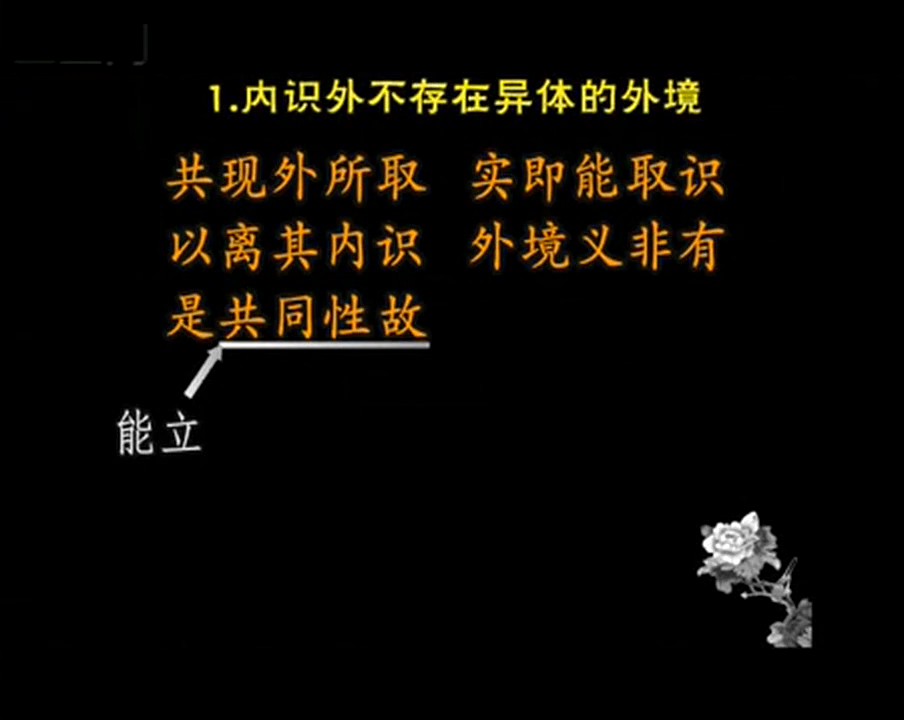 1.内识外不存在异体的外境
共现外所取 实即能取识
以离其内识 外境义非有
是共同性故
能立